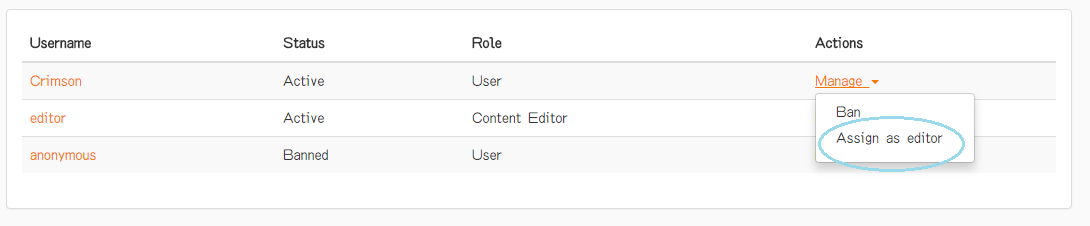 Username Status Role Actions
Crimson Active User Manage
Ban
editor Active Content Editor
Assign as editor
anonymous Banned User